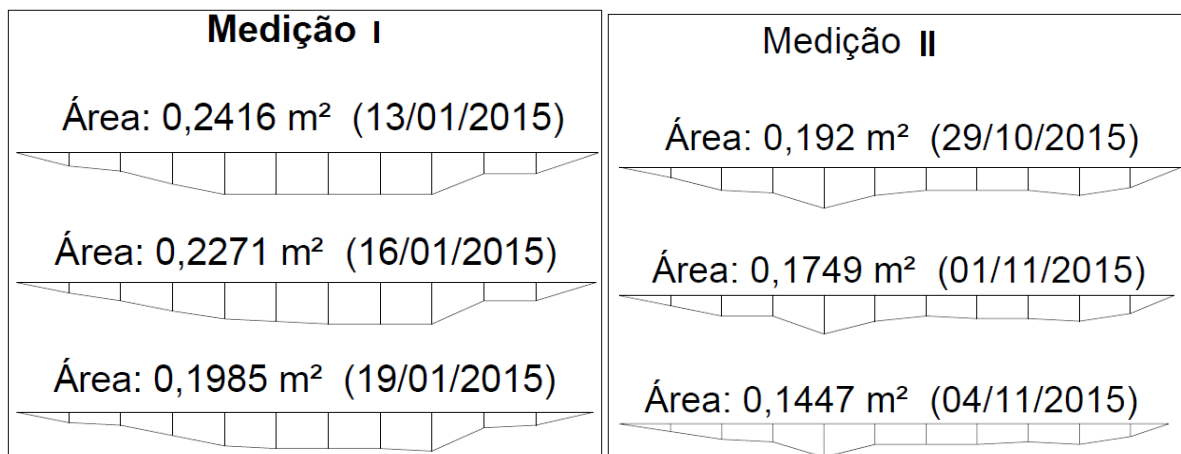 Medição I
Área: 0,2416 m² (13/01/2015)
Área: 0,2271 m² (16/01/2015)
Área: 0,1985 m² (19/01/2015)
Medição II
Área: 0,192 m² (29/10/2015)
Área: 0,1749 m² (01/11/2015)
Área: 0,1447 m² (04/11/2015)